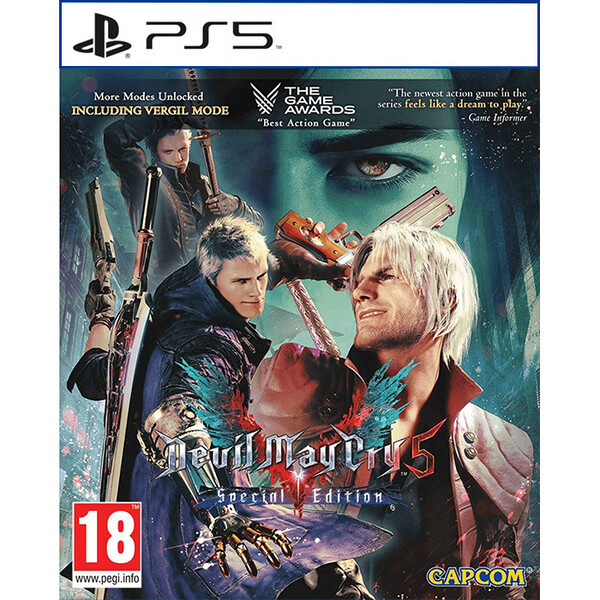 PS5
More Modes Unlocked
INCLUDING VERGIL MODE
THE
GAME
AWARDS
"Best Action Game"
"The newest action game in the
series feels like a dream to play."
- Game Informer
Devil May Cry 5
Special Edition
18
www.pegi.info
CAPCOM